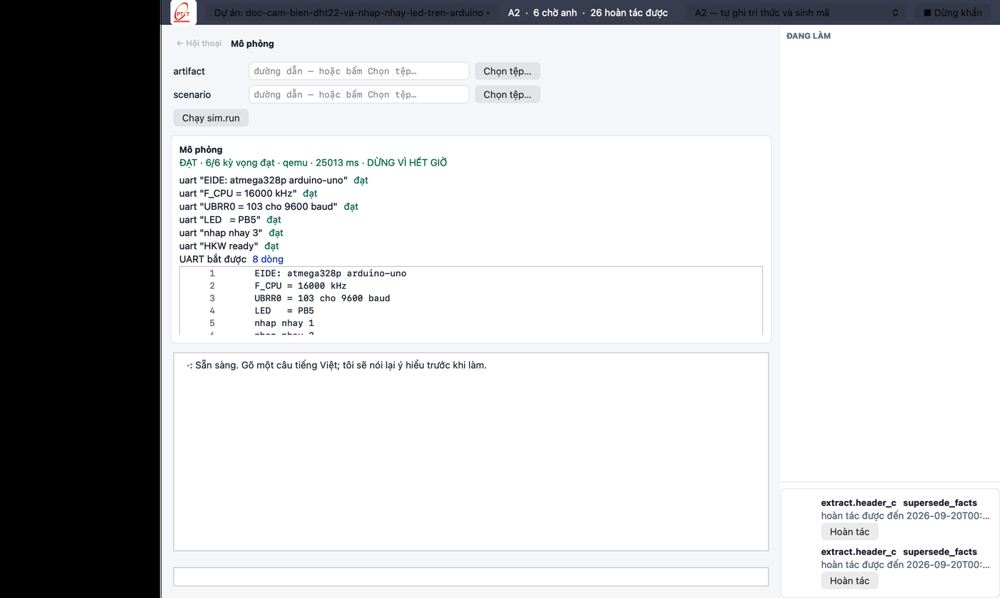 PTIT
Dự án: doc-cam-bien-dht22-va-nhap-nhay-led-tren-arduino
A2 · 6 chờ anh · 26 hoàn tác được
A2 — tự ghi tri thức và sinh mã
Dừng khẩn
← Hội thoại
Mô phỏng
ĐANG LÀM
artifact
đường dẫn — hoặc bấm Chọn tệp…
Chọn tệp...
scenario
đường dẫn — hoặc bấm Chọn tệp…
Chọn tệp...
Chạy sim.run
Mô phỏng
ĐẠT · 6/6 kỳ vọng đạt · qemu · 25013 ms · DỪNG VÌ HẾT GIỜ
uart "EIDE: atmega328p arduino-uno" đạt
uart "F_CPU = 16000 kHz" đạt
uart "UBRR0 = 103 cho 9600 baud" đạt
uart "LED   = PB5" đạt
uart "nhap nhay 3" đạt
uart "HKW ready" đạt
UART bắt được 8 dòng
1 EIDE: atmega328p arduino-uno
2 F_CPU = 16000 kHz
3 UBRR0 = 103 cho 9600 baud
4 LED   = PB5
5 nhap nhay 1
·: Sẵn sàng. Gõ một câu tiếng Việt; tôi sẽ nói lại ý hiểu trước khi làm.
extract.header_c supersede_facts
hoàn tác được đến 2026-09-20T00:...
Hoàn tác
extract.header_c supersede_facts
hoàn tác được đến 2026-09-20T00:...
Hoàn tác